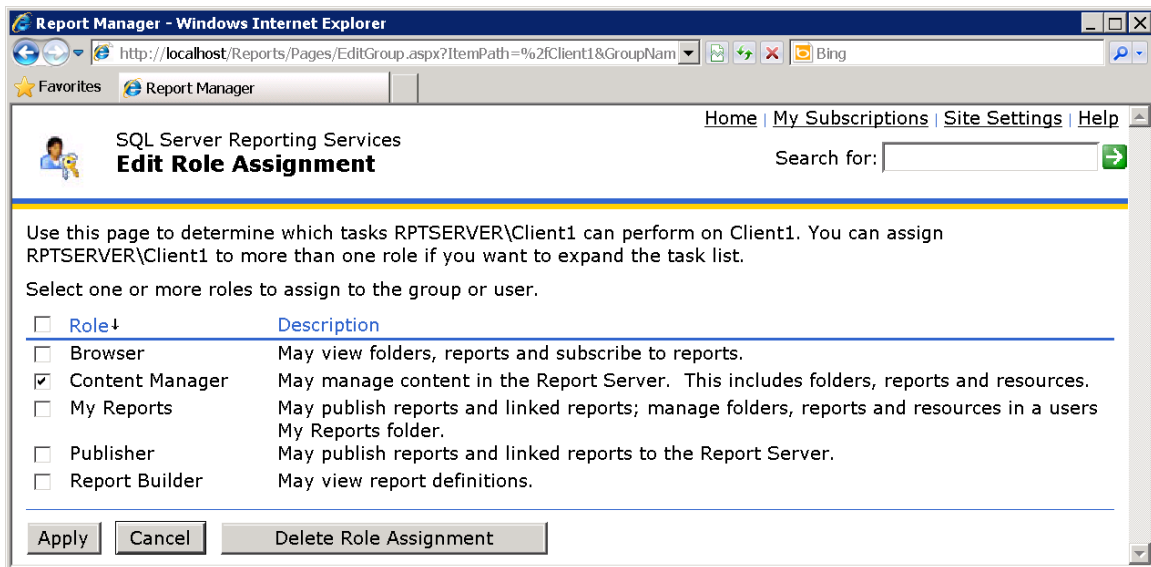 Report Manager - Windows Internet Explorer
http://localhost/Reports/Pages/EditGroup.aspx?ItemPath=%2fClient1&GroupNam
Bing
Favorites Report Manager
Home | My Subscriptions | Site Settings | Help
SQL Server Reporting Services
Edit Role Assignment
Search for:
Use this page to determine which tasks RPTSERVER\Client1 can perform on Client1. You can assign
RPTSERVER\Client1 to more than one role if you want to expand the task list.
Select one or more roles to assign to the group or user.
Role↓ Description
Browser May view folders, reports and subscribe to reports.
Content Manager May manage content in the Report Server. This includes folders, reports and resources.
My Reports May publish reports and linked reports; manage folders, reports and resources in a users
My Reports folder.
Publisher May publish reports and linked reports to the Report Server.
Report Builder May view report definitions.
Apply Cancel Delete Role Assignment